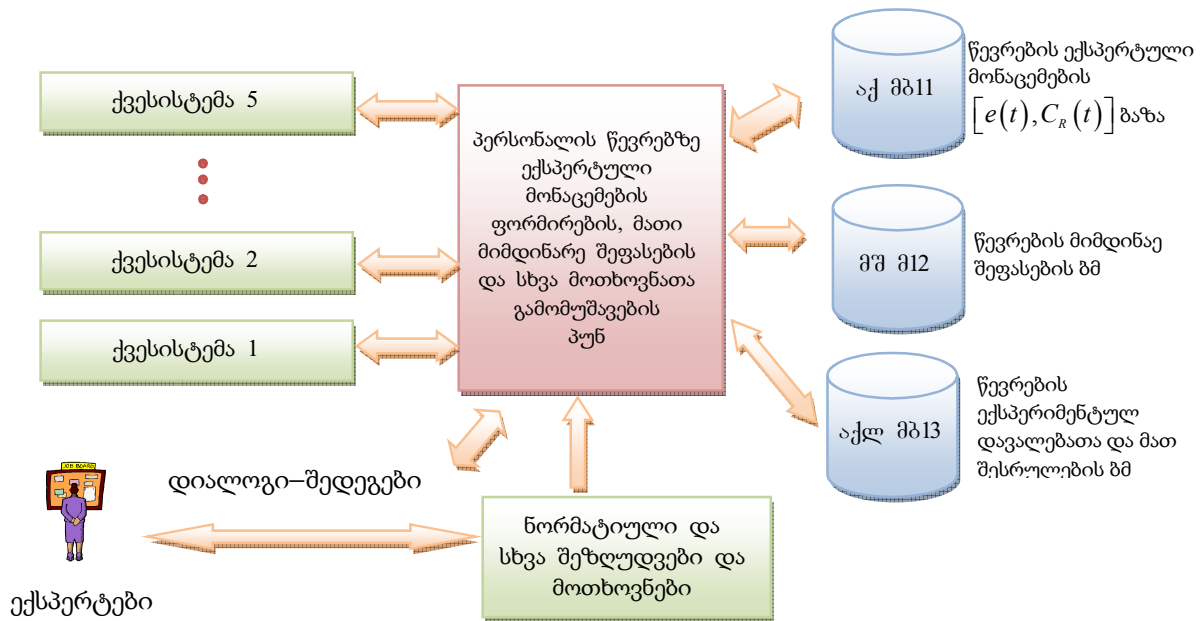 ქვესისტემა 5
ქვესისტემა 2
ქვესისტემა 1
პერსონალის წევრებზე
ექსპერტული
მონაცემების
ფორმირების, მათი
მიმდინარე შეფასების
და სხვა მოთხოვნათა
გამომუშავების
პუნ
აქ მბ11
წევრების ექსპერტული
მონაცემების
[e(t), C_R(t)] ბაზა
მშ მ12
წევრების მიმდინაე
შეფასების ბმ
აქლ მბ13
წევრების
ექსპერიმენტულ
დავალებათა და მათ
შესრულების ბმ
JOB BOARD
დიალოგი–შედეგები
ექსპერტები
ნორმატიული და
სხვა შეზღუდვები და
მოთხოვნები